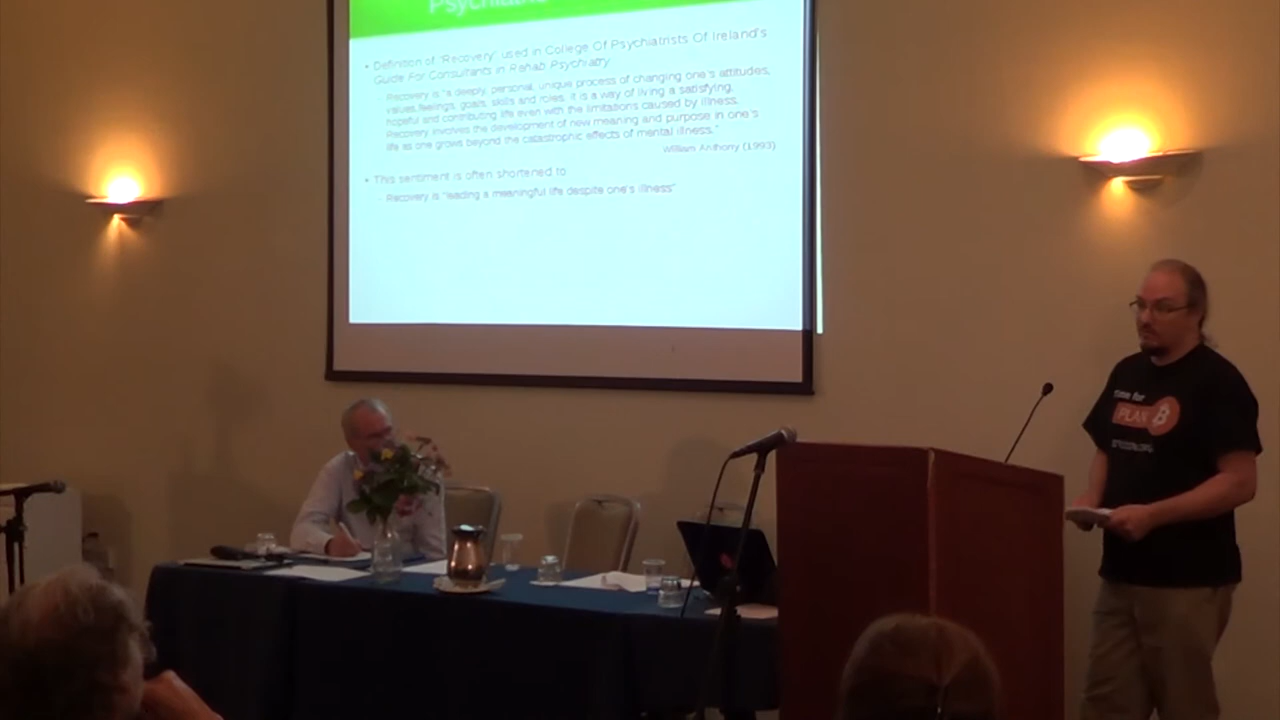 Psychiatric
• Definition of 'Recovery' used in College Of Psychiatrists Of Ireland's
Guide For Consultants in Rehab Psychiatry:
- Recovery is "a deeply, personal, unique process of changing one's attitudes,
values, feelings, goals, skills and roles. It is a way of living a satisfying,
hopeful and contributing life even with the limitations caused by illness.
Recovery involves the development of new meaning and purpose in one's
life as one grows beyond the catastrophic effects of mental illness."
William Anthony (1993)
• This sentiment is often shortened to
- Recovery is "leading a meaningful life despite one's illness"
time for
PLAN B